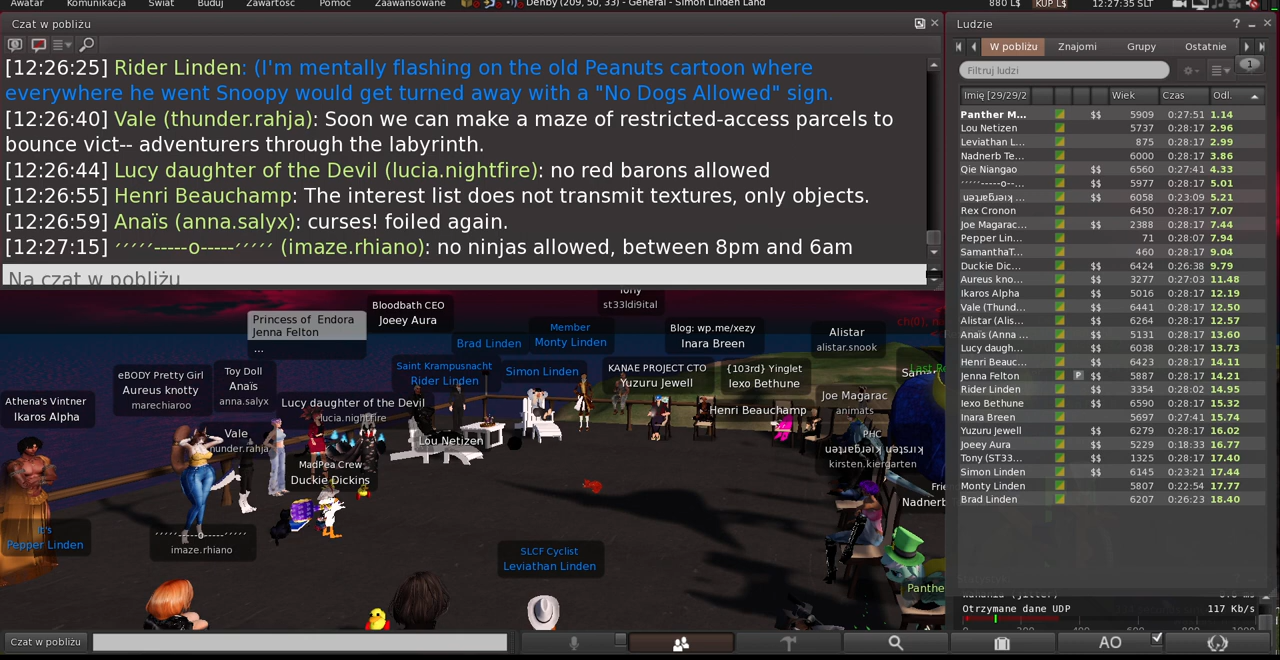 Awatar Komunikacja Świat Buduj Zawartość Pomoc Zaawansowane Denby (209, 50, 33) - General - Simon Linden Land 880 L$ KUP L$ 12:27:35 SLT
Czat w pobliżu
[12:26:25] Rider Linden: (I'm mentally flashing on the old Peanuts cartoon where
everywhere he went Snoopy would get turned away with a "No Dogs Allowed" sign.
[12:26:40] Vale (thunder.rahja): Soon we can make a maze of restricted-access parcels to
bounce vict-- adventurers through the labyrinth.
[12:26:44] Lucy daughter of the Devil (lucia.nightfire): no red barons allowed
[12:26:55] Henri Beauchamp: The interest list does not transmit textures, only objects.
[12:26:59] Anaïs (anna.salyx): curses! foiled again.
[12:27:15] ´´´´´-----o-----´´´´´ (imaze.rhiano): no ninjas allowed, between 8pm and 6am
Na czat w pobliżu
Tony
st33ldi9ital
Bloodbath CEO
Joeey Aura
Princess of Endora
Jenna Felton
...
Member
Monty Linden
Brad Linden
Blog: wp.me/xezy
Inara Breen
Alistar
alistar.snook
Saint Krampusnacht
Rider Linden
Simon Linden
KANAE PROJECT CTO
Yuzuru Jewell
{103rd} Yinglet
Iexo Bethune
Toy Doll
Anaïs
anna.salyx
eBODY Pretty Girl
Aureus knotty
marechiaroo
Athena's Vintner
Ikaros Alpha
Joe Magarac
animats
Lucy daughter of the Devil
lucia.nightfire
Henri Beauchamp
Vale
thunder.rahja
Lou Netizen
PHC
kirsten.kiergarten
MadPea Crew
Duckie Dickins
Pepper Linden
´´´´´-----o-----´´´´´
imaze.rhiano
SLCF Cyclist
Leviathan Linden
Czat w pobliżu
Ludzie
W pobliżu Znajomi Grupy Ostatnie
Filtruj ludzi
1
Imię [29/29/2 Wiek Czas Odl.
Panther M... $$ 5909 0:27:51 1.14
Lou Netizen 5737 0:28:17 2.96
Leviathan L... 875 0:28:17 2.99
Nadnerb Te... 6000 0:28:17 3.86
Qie Niangao $$ 6560 0:27:41 4.33
´´´´´-----o--... $$ 5977 0:28:17 5.01
$$ 6058 0:23:09 5.21
Rex Cronon 6450 0:28:17 7.07
Joe Magarac... $$ 2388 0:28:17 7.44
Pepper Lin... 71 0:28:07 7.94
SamanthaT... 460 0:28:17 9.04
Duckie Dic... $$ 6424 0:26:38 9.79
Aureus kno... $$ 3277 0:27:03 11.48
Ikaros Alpha $$ 5016 0:28:17 12.19
Vale (Thund... $$ 6441 0:28:17 12.50
Alistar (Alis... $$ 6264 0:28:17 12.57
Anaïs (Anna ... $$ 5131 0:28:17 13.60
Lucy daugh... $$ 6038 0:28:17 13.73
Henri Beauc... $$ 6423 0:28:17 14.11
Jenna Felton P $$ 5887 0:28:17 14.21
Rider Linden $$ 3354 0:28:02 14.95
Iexo Bethune $$ 6590 0:28:17 15.32
Inara Breen 5697 0:27:41 15.74
Yuzuru Jewell $$ 6279 0:28:17 16.02
Joeey Aura $$ 5229 0:18:33 16.77
Tony (ST33... $$ 1325 0:28:17 17.40
Simon Linden $$ 6145 0:23:21 17.44
Monty Linden 5807 0:22:54 17.77
Brad Linden 6207 0:26:23 18.40
Otrzymane dane UDP 117 Kb/s
AO